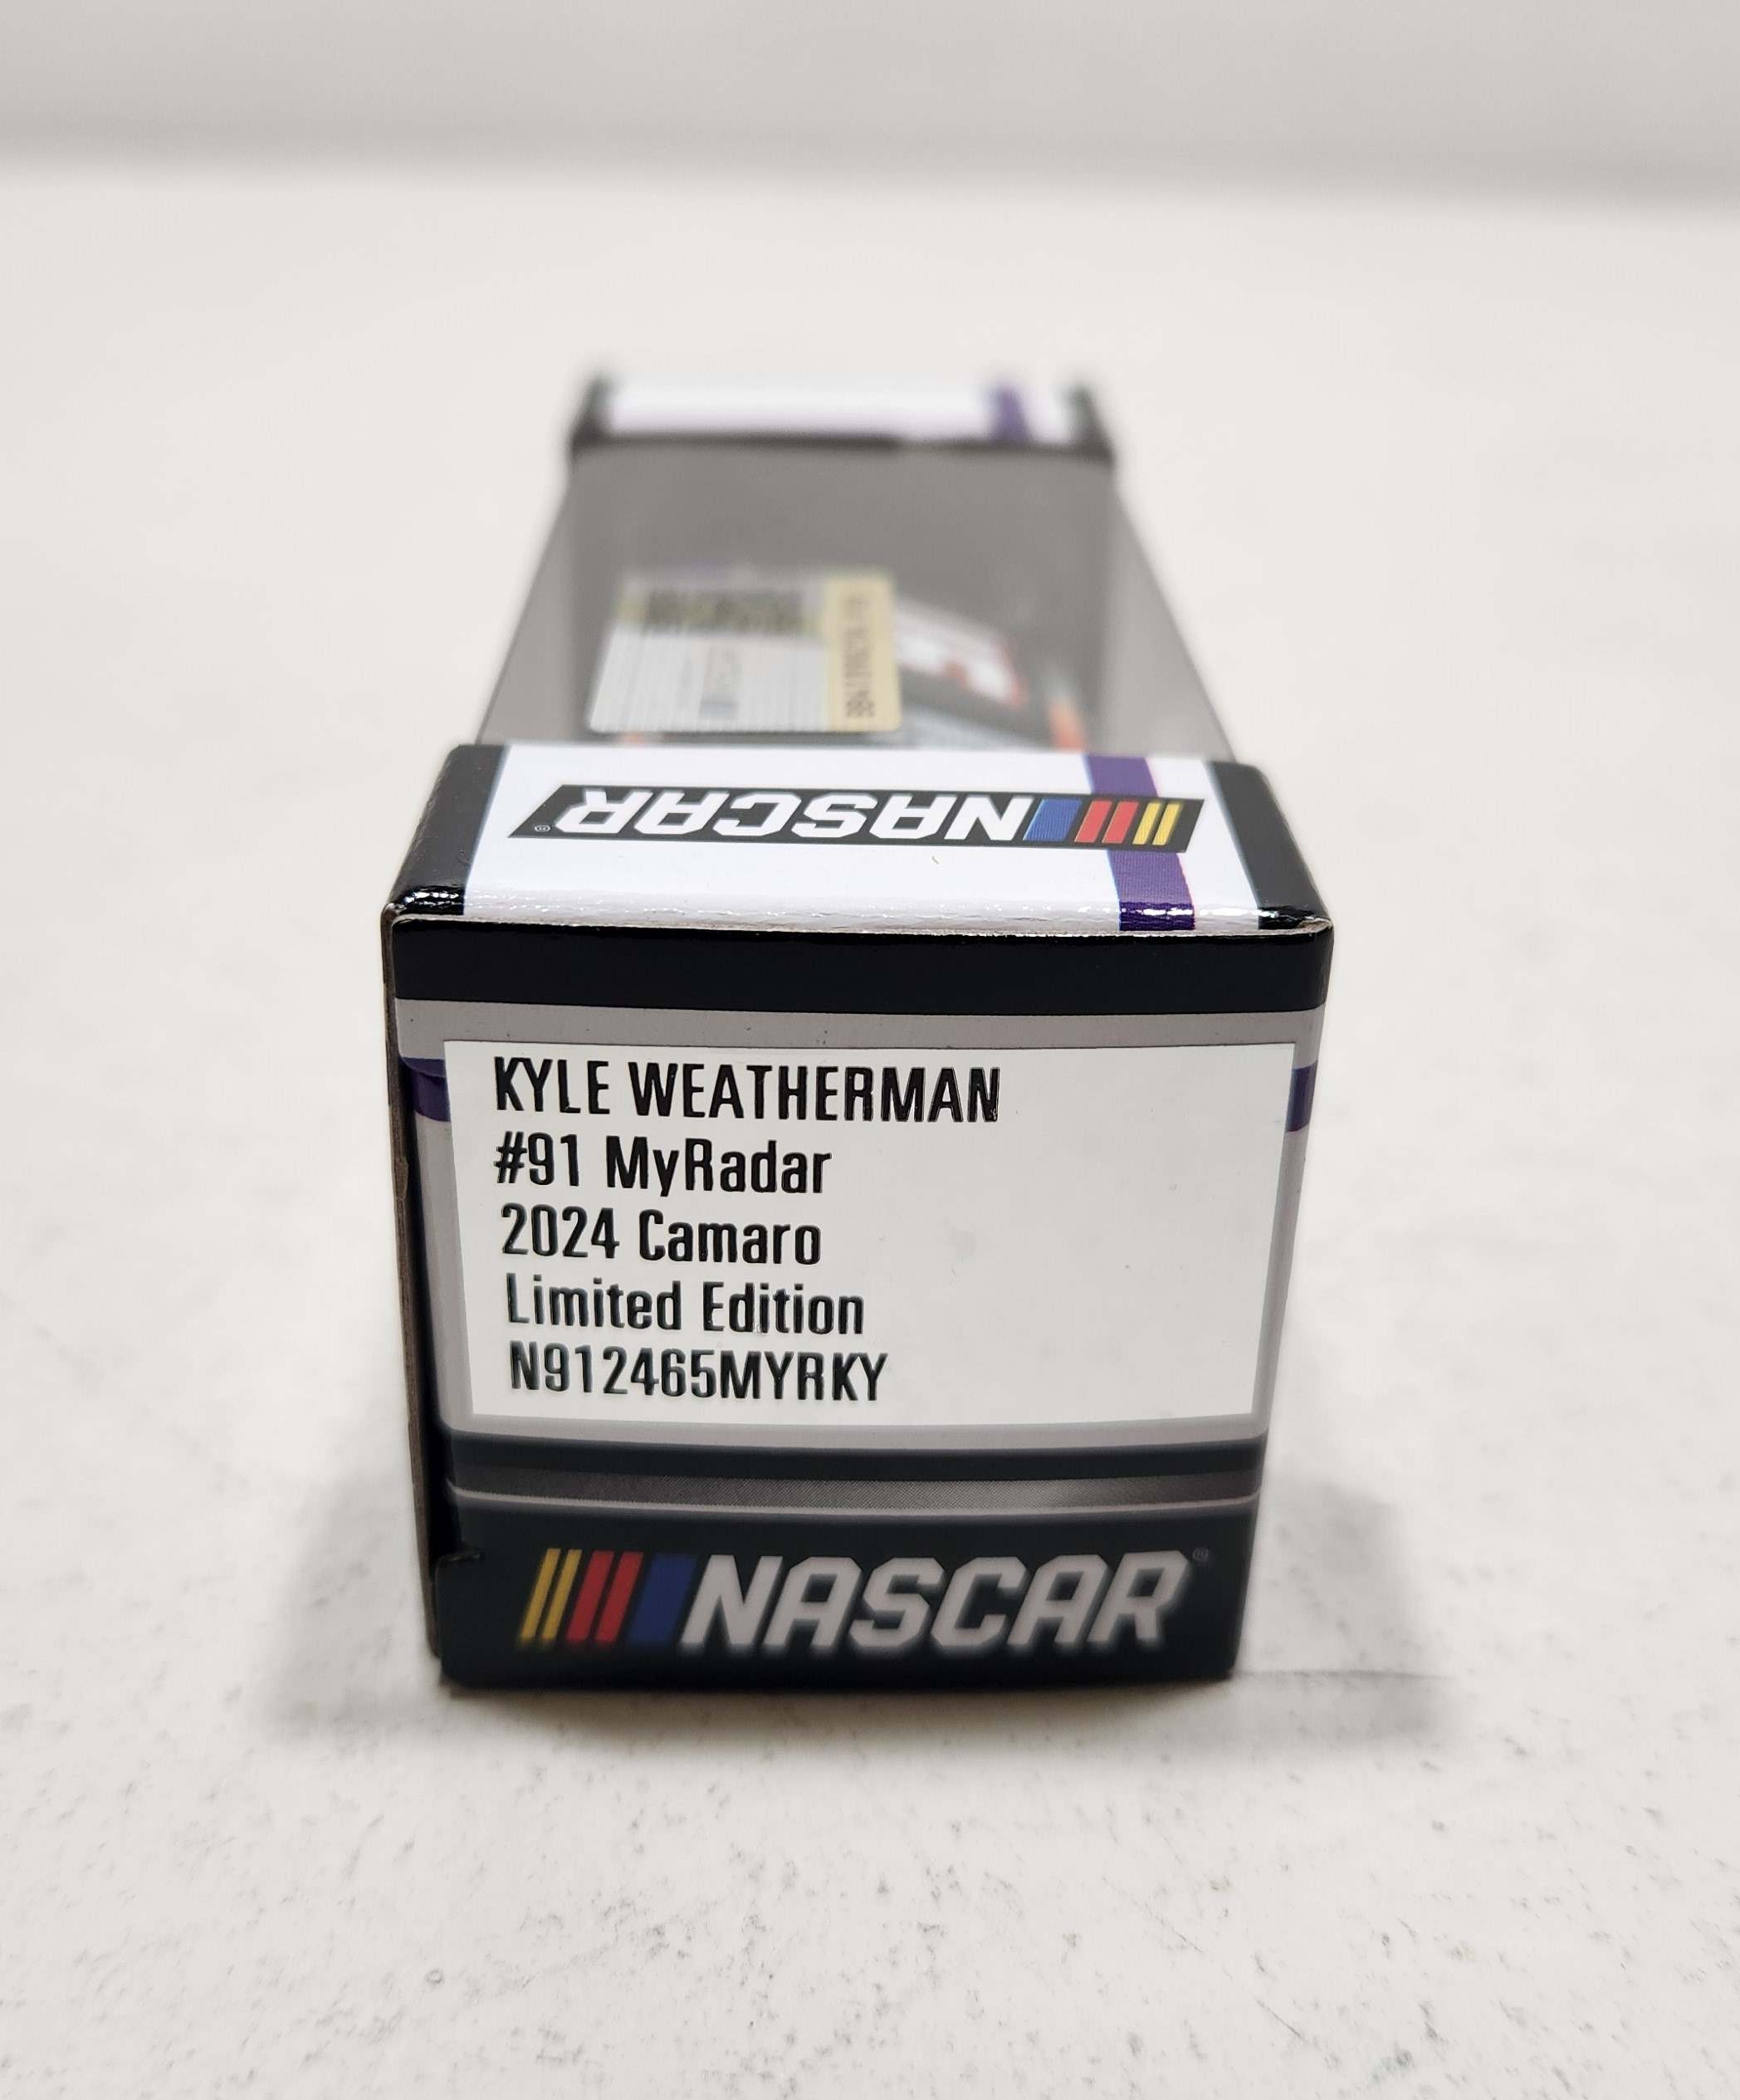 NASCAR
KYLE WEATHERMAN
#91 MyRadar
2024 Camaro
Limited Edition
N912465MYRKY
NASCAR